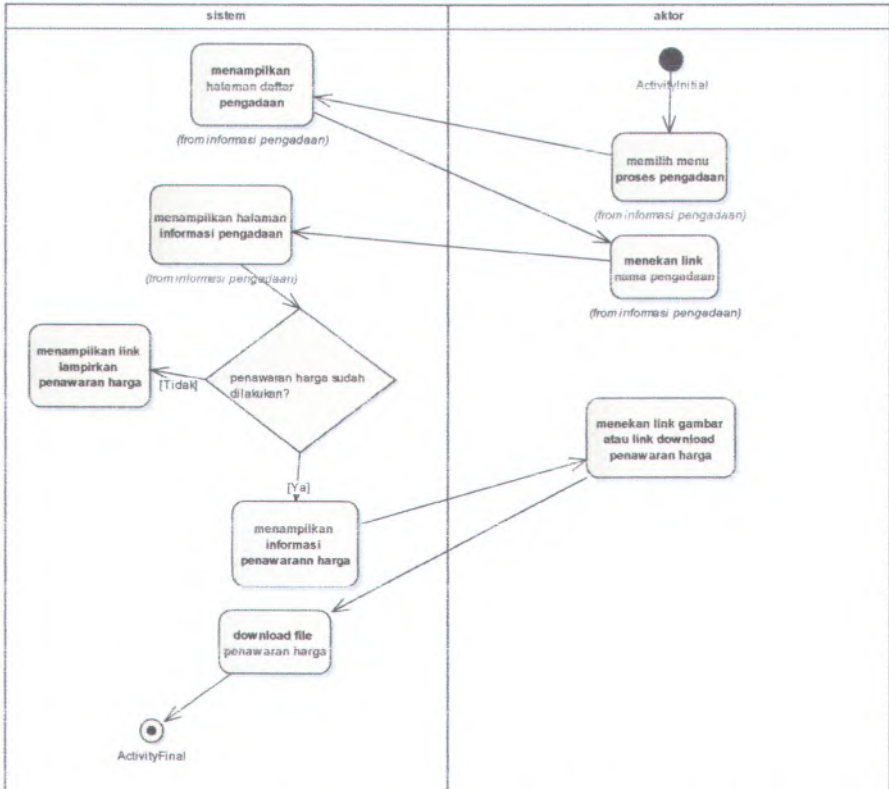 sistem
aktor
ActivityInitial
menampilkan
halaman daftar
pengadaan
(from informasi pengadaan)
memilih menu
proses pengadaan
(from informasi pengadaan)
menampilkan halaman
informasi pengadaan
(from informasi pengadaan)
menekan link
nama pengadaan
(from informasi pengadaan)
menampilkan link
lampirkan
penawaran harga
[Tidak]
penawaran harga sudah
dilakukan?
menekan link gambar
atau link download
penawaran harga
[Ya]
menampilkan
informasi
penawarann harga
download file
penawaran harga
ActivityFinal